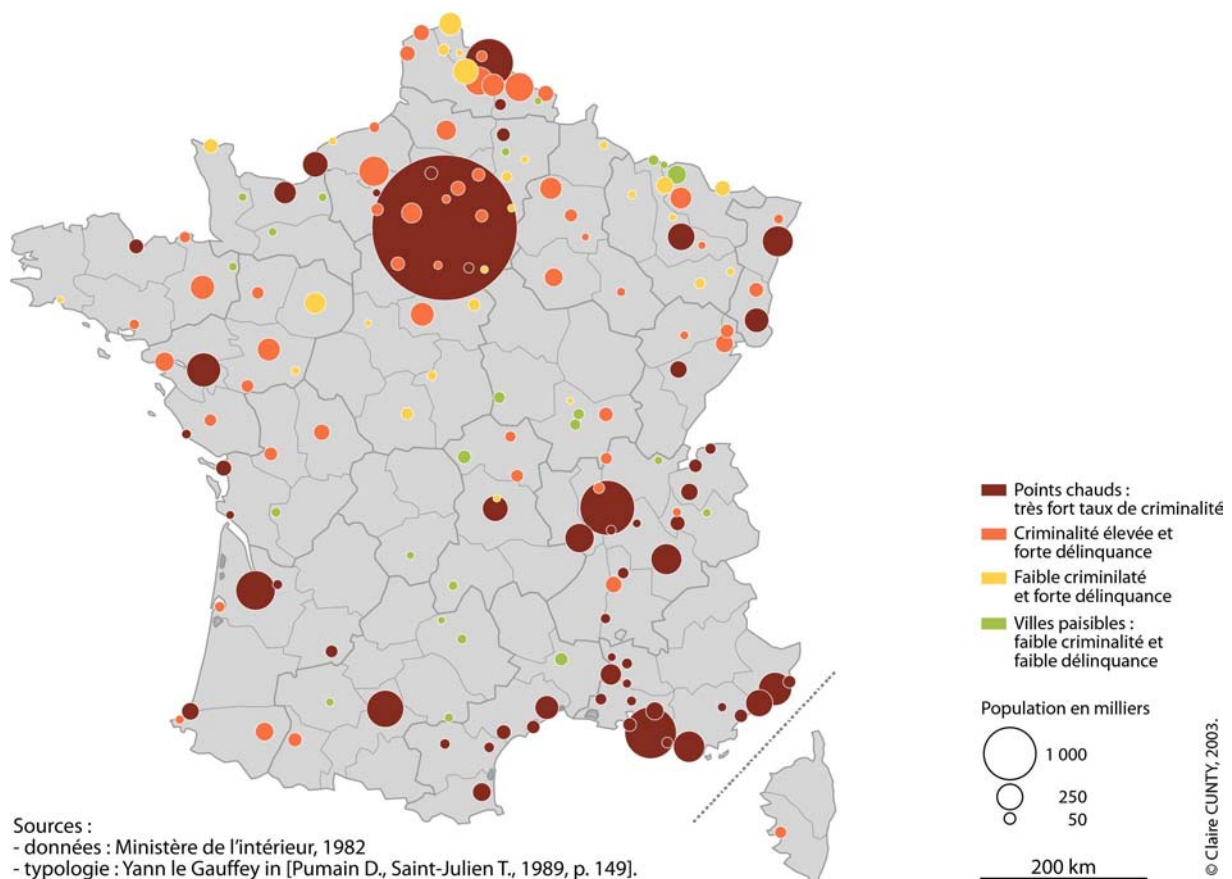 Points chauds :
très fort taux de criminalité
Criminalité élevée et
forte délinquance
Faible criminilaté
et forte délinquance
Villes paisibles :
faible criminalité et
faible délinquance
Population en milliers
1 000
250
50
200 km
© Claire CUNTY, 2003.
Sources :
- données : Ministère de l'intérieur, 1982
- typologie : Yann le Gauffey in [Pumain D., Saint-Julien T., 1989, p. 149].